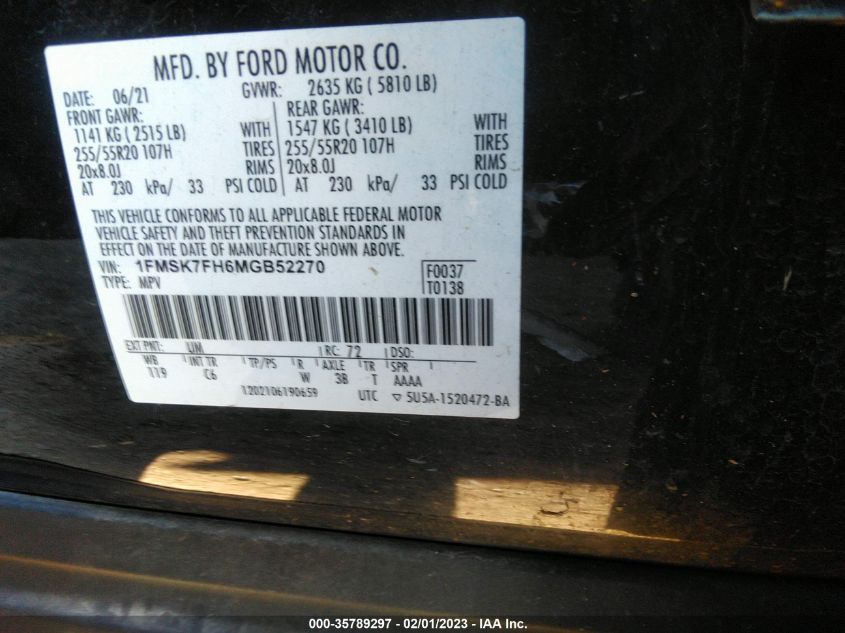 MFD. BY FORD MOTOR CO.
DATE: 06/21 GVWR: 2635 KG ( 5810 LB)
FRONT GAWR: REAR GAWR:
1141 KG ( 2515 LB) WITH 1547 KG ( 3410 LB) WITH
255/55R20 107H TIRES 255/55R20 107H TIRES
20x8.0J RIMS 20x8.0J RIMS
AT 230 kPa/ 33 PSI COLD AT 230 kPa/ 33 PSI COLD
THIS VEHICLE CONFORMS TO ALL APPLICABLE FEDERAL MOTOR
VEHICLE SAFETY AND THEFT PREVENTION STANDARDS IN
EFFECT ON THE DATE OF MANUFACTURE SHOWN ABOVE.
VIN: 1FMSK7FH6MGB52270 F0037
TYPE: MPV T0138
EXT PNT: UM RC: 72 DSO:
WB INT TR TP/PS R AXLE TR SPR
119 C6 W 3B T AAAA
1202106190659 UTC ▽ 5U5A-1520472-BA
000-35789297 - 02/01/2023 - IAA Inc.